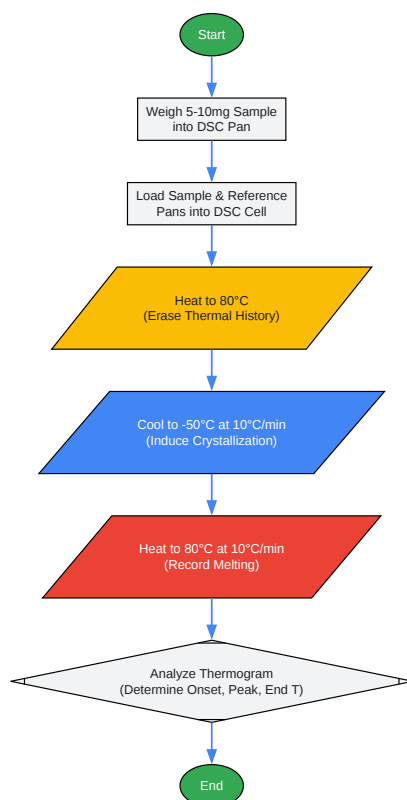 Start
Weigh 5-10mg Sample
into DSC Pan
Load Sample & Reference
Pans into DSC Cell
Heat to 80°C
(Erase Thermal History)
Cool to -50°C at 10°C/min
(Induce Crystallization)
Heat to 80°C at 10°C/min
(Record Melting)
Analyze Thermogram
(Determine Onset, Peak, End T)
End